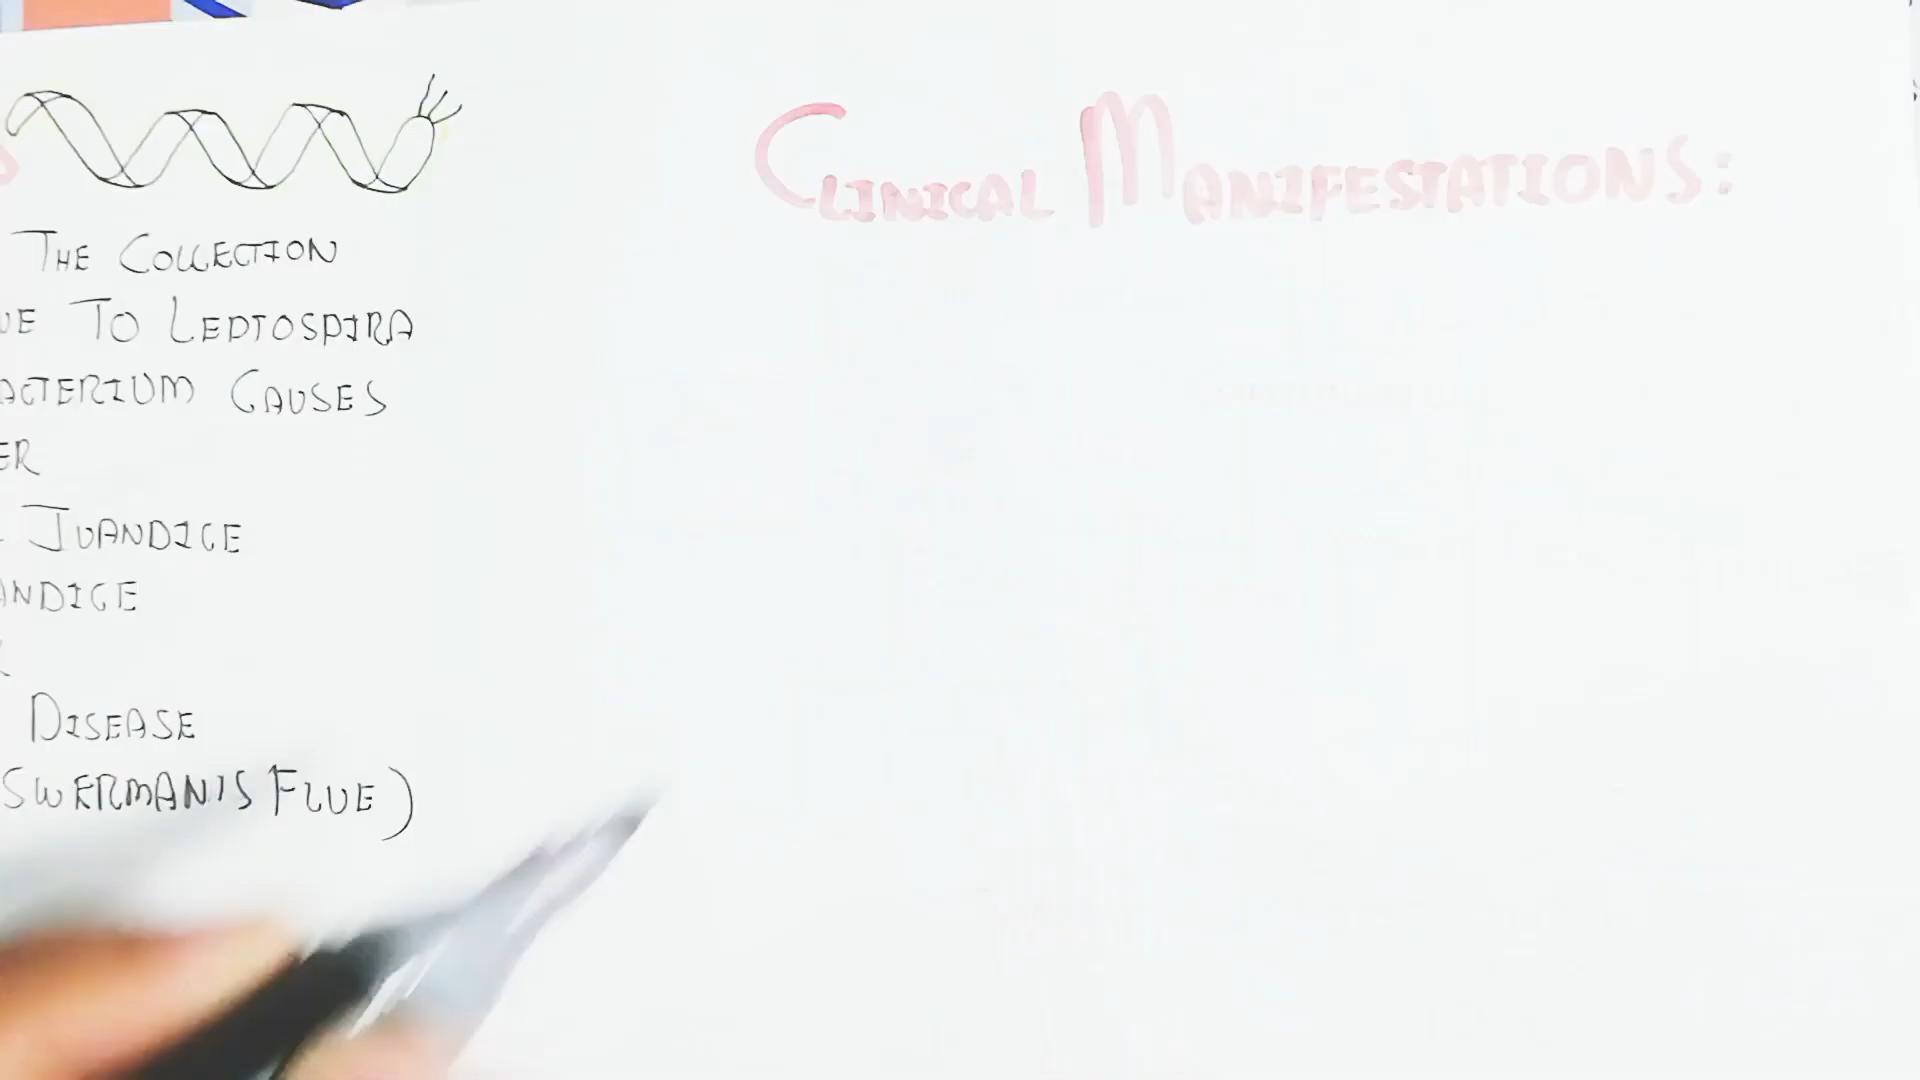 CLINICAL MANIFESTATIONS:
THE COLLECTION
UE TO LEPTOSPIRA
ACTERIUM CAUSES
ER
JUANDICE
ANDICE
DISEASE
SWERMANIS FLUE)